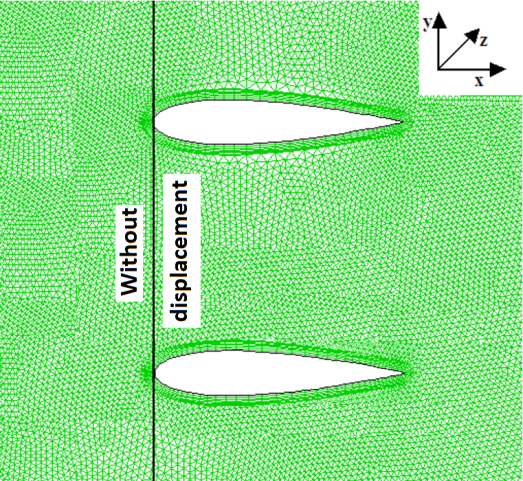 y
z
x
Without
displacement